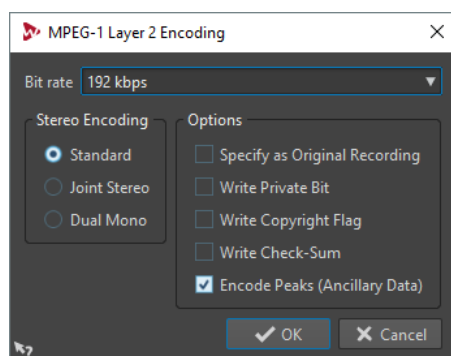 MPEG-1 Layer 2 Encoding
Bit rate 192 kbps
Stereo Encoding
Standard
Joint Stereo
Dual Mono
Options
Specify as Original Recording
Write Private Bit
Write Copyright Flag
Write Check-Sum
Encode Peaks (Ancillary Data)
OK Cancel
?